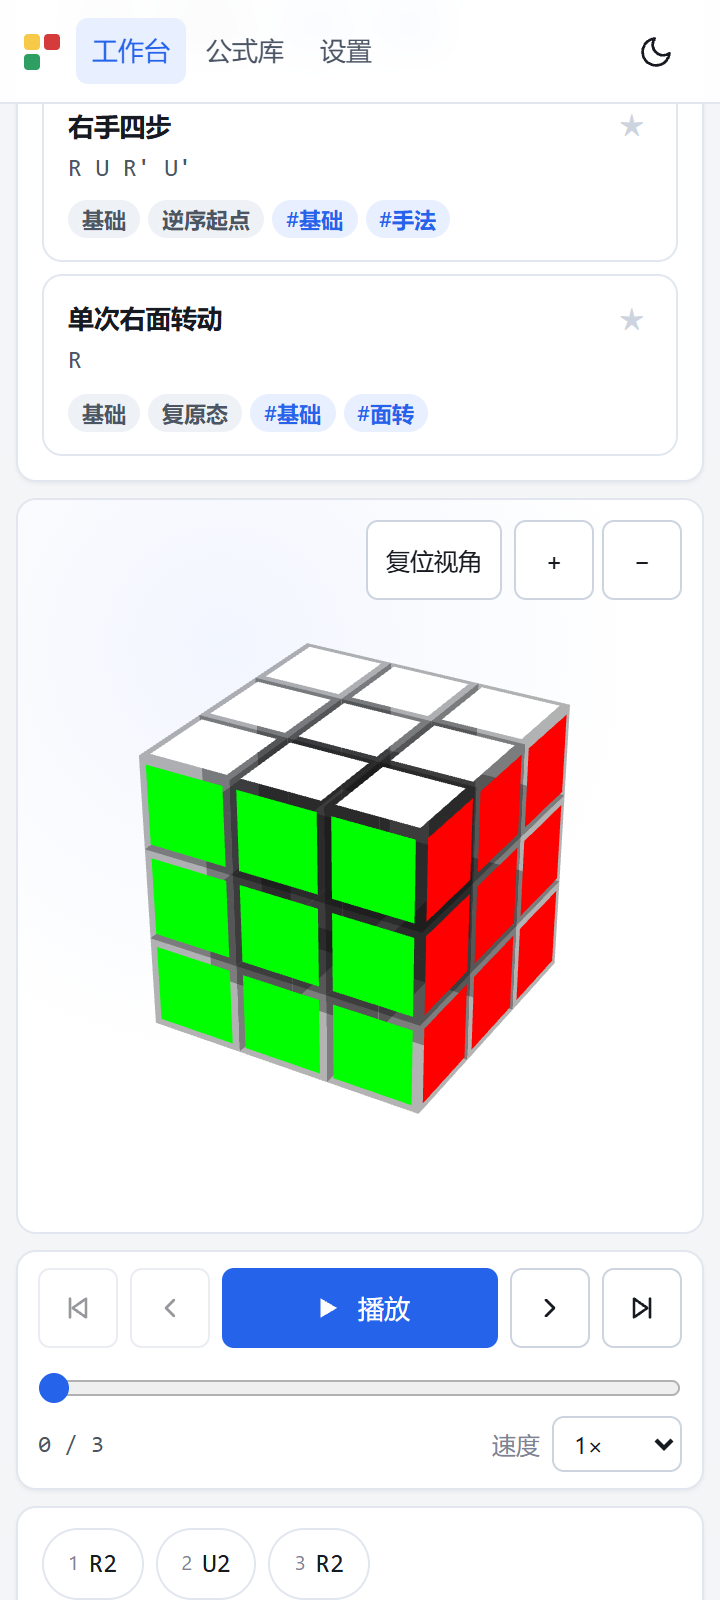 工作台 公式库 设置
右手四步 ★
R U R' U'
基础 逆序起点 #基础 #手法
单次右面转动 ★
R
基础 复原态 #基础 #面转
复位视角 + −
播放
0 / 3 速度 1×
1 R2 2 U2 3 R2